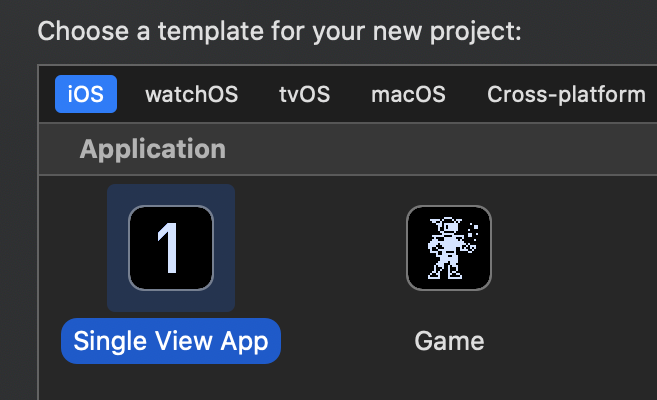 Choose a template for your new project:
iOS watchOS tvOS macOS Cross-platform
Application
1
Single View App Game